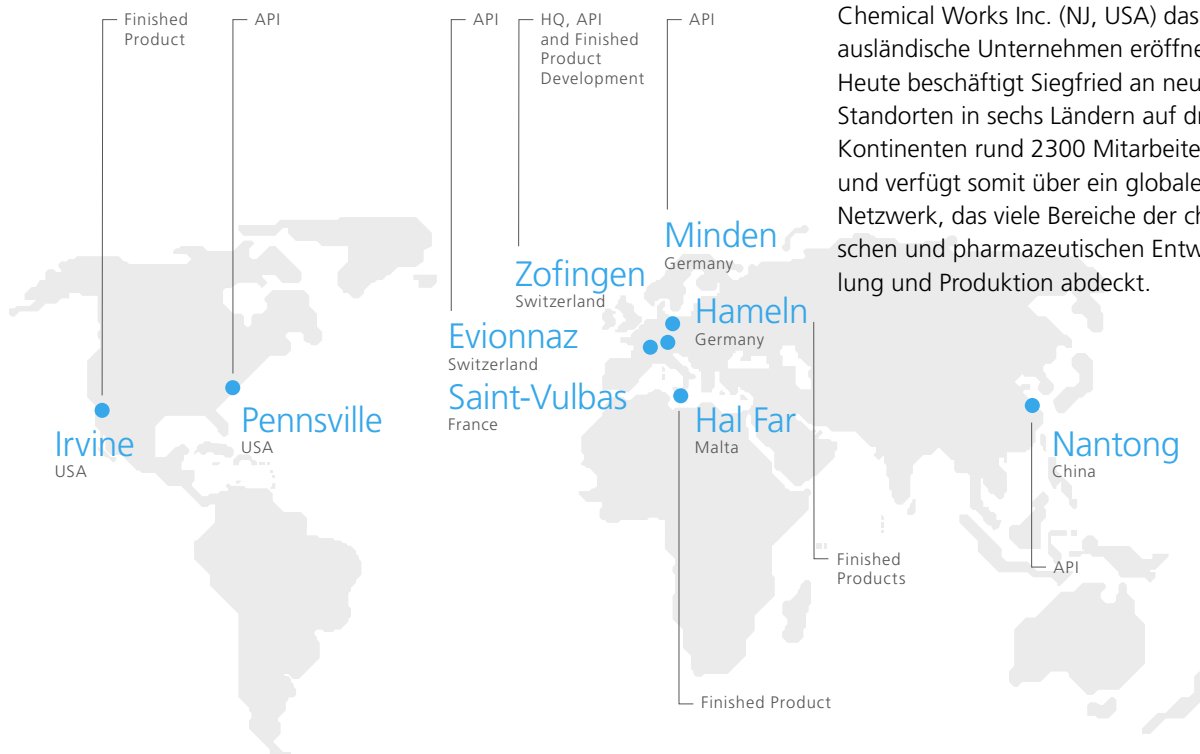 Finished
Product
API
API
HQ, API
and Finished
Product
Development
API
Chemical Works Inc. (NJ, USA) das
ausländische Unternehmen eröffne
Heute beschäftigt Siegfried an neu
Standorten in sechs Ländern auf dr
Kontinenten rund 2300 Mitarbeite
und verfügt somit über ein globale
Netzwerk, das viele Bereiche der ch
schen und pharmazeutischen Entw
lung und Produktion abdeckt.
Minden
Germany
Zofingen
Switzerland
Hameln
Germany
Evionnaz
Switzerland
Saint-Vulbas
France
Hal Far
Malta
Pennsville
USA
Irvine
USA
Nantong
China
Finished
Products
API
Finished Product